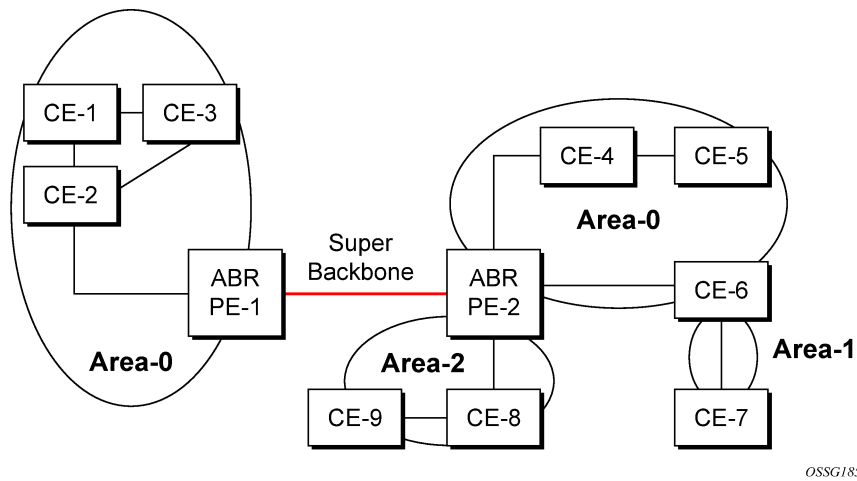 CE-1
CE-3
CE-2
ABR
PE-1
Area-0
Super
Backbone
CE-4
CE-5
Area-0
ABR
PE-2
CE-6
Area-2
Area-1
CE-9
CE-8
CE-7